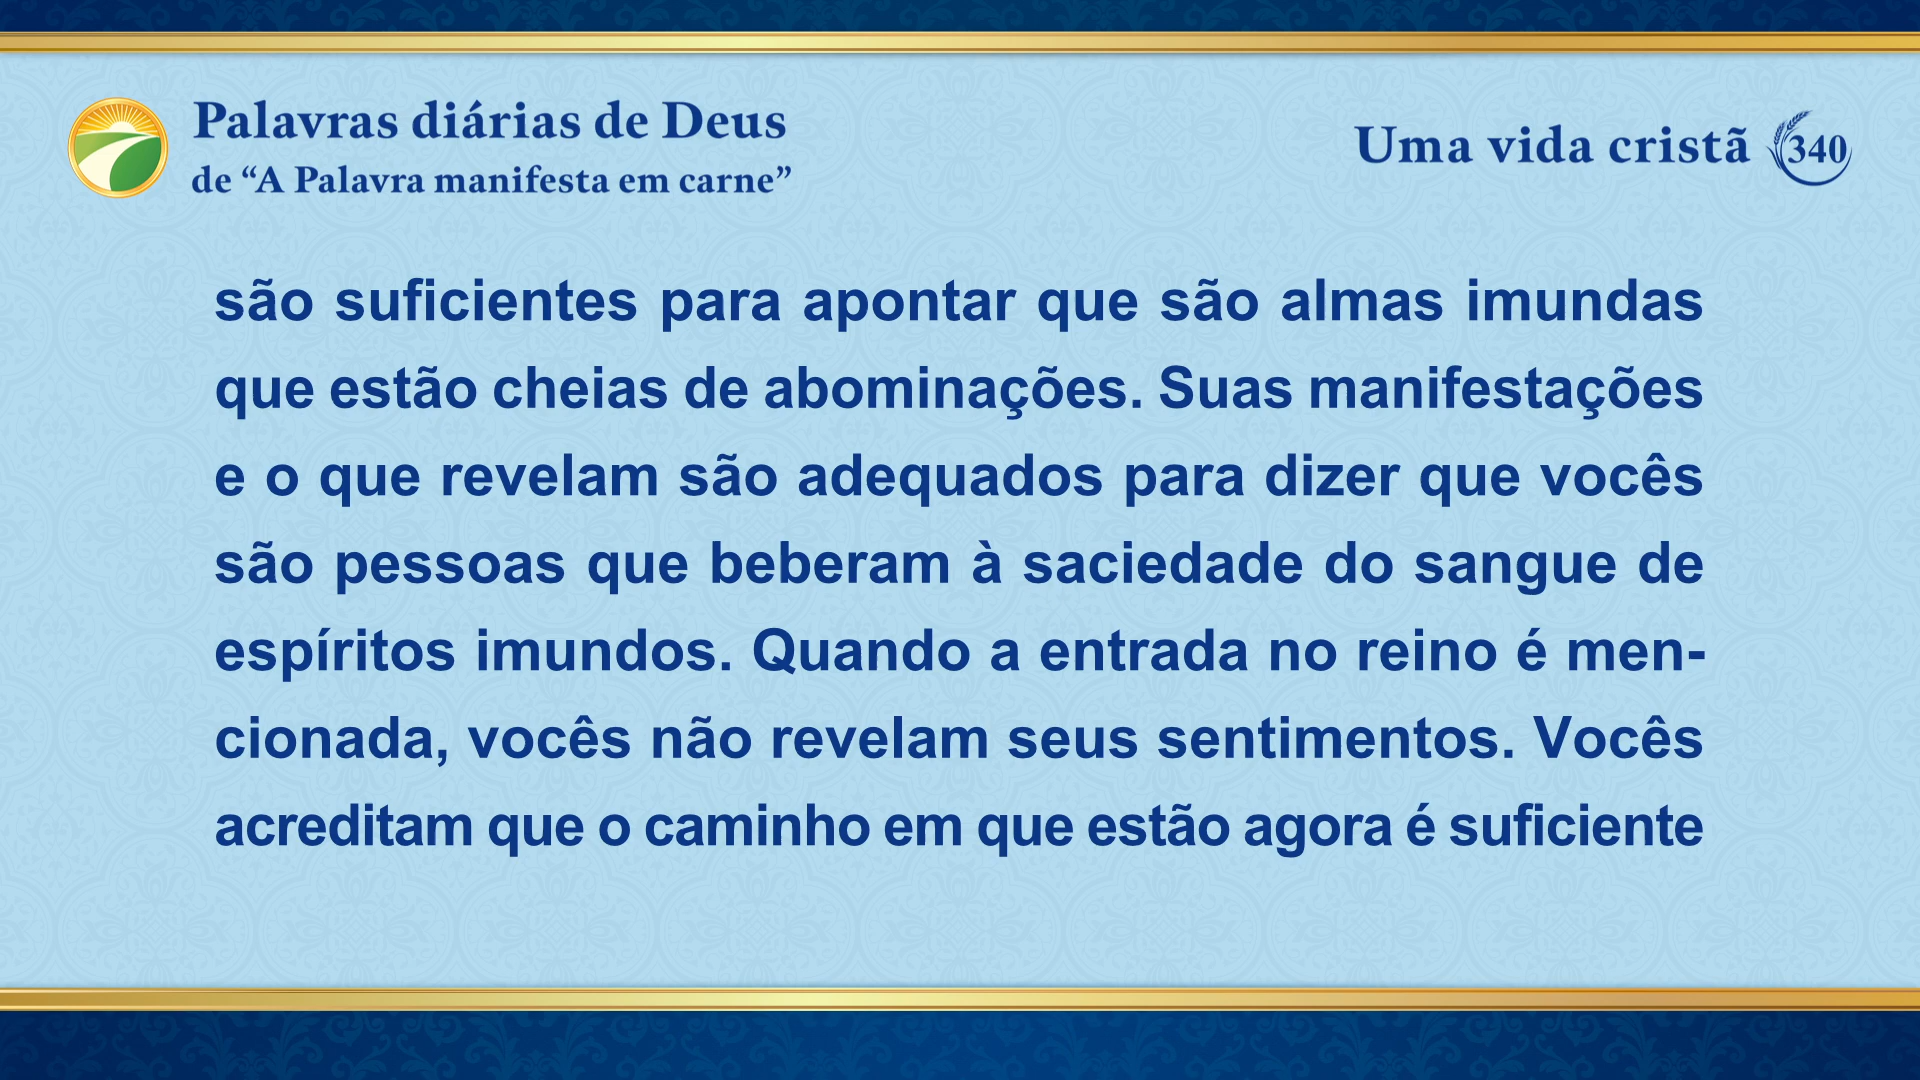 Palavras diárias de Deus
de “A Palavra manifesta em carne”
Uma vida cristã 340
são suficientes para apontar que são almas imundas
que estão cheias de abominações. Suas manifestações
e o que revelam são adequados para dizer que vocês
são pessoas que beberam à saciedade do sangue de
espíritos imundos. Quando a entrada no reino é men-
cionada, vocês não revelam seus sentimentos. Vocês
acreditam que o caminho em que estão agora é suficiente